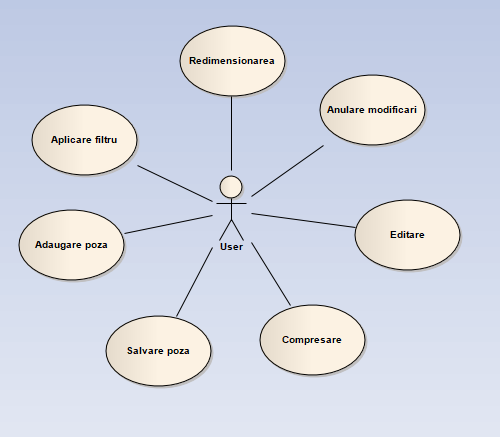 Redimensionarea
Anulare modificari
Aplicare filtru
Adaugare poza
Editare
User
Compresare
Salvare poza